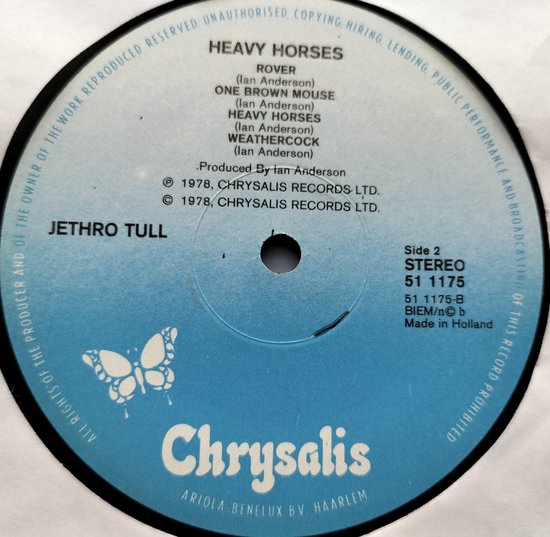 ALL RIGHTS OF THE PRODUCER AND OF THE OWNER OF THE WORK REPRODUCED RESERVED. UNAUTHORISED COPYING, HIRING, LENDING, PUBLIC PERFORMANCE AND BROADCASTING OF THIS RECORD PROHIBITED
HEAVY HORSES
ROVER
(Ian Anderson)
ONE BROWN MOUSE
(Ian Anderson)
HEAVY HORSES
(Ian Anderson)
WEATHERCOCK
(Ian Anderson)
Produced By Ian Anderson
℗ 1978, CHRYSALIS RECORDS LTD.
© 1978, CHRYSALIS RECORDS LTD.
JETHRO TULL
Side 2
STEREO
51 1175
51 1175-B
BIEM/n© b
Made in Holland
Chrysalis
ARIOLA BENELUX BV HAARLEM